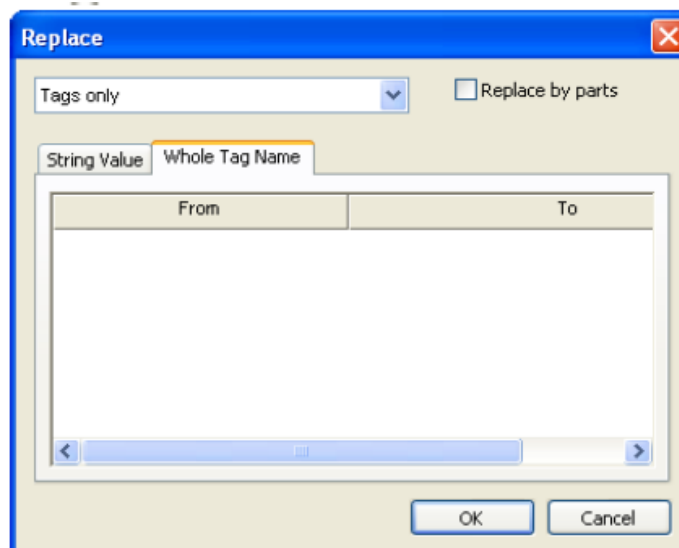 Replace
Tags only
Replace by parts
String Value
Whole Tag Name
From
To
OK
Cancel